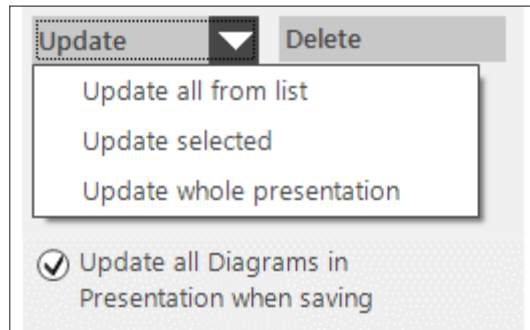 Update Delete
Update all from list
Update selected
Update whole presentation
Update all Diagrams in
Presentation when saving